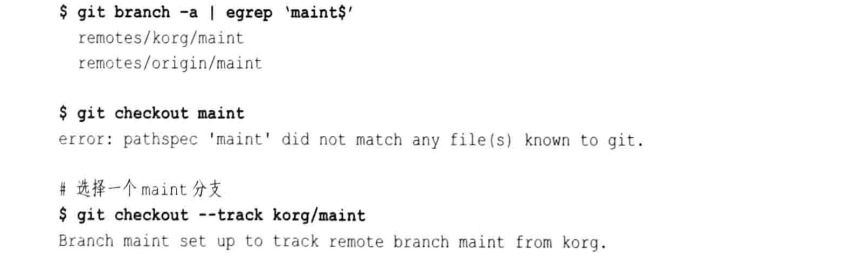 $ git branch -a | egrep ‘maint$’
remotes/korg/maint
remotes/origin/maint
$ git checkout maint
error: pathspec 'maint' did not match any file(s) known to git.
# 选择一个 maint 分支
$ git checkout --track korg/maint
Branch maint set up to track remote branch maint from korg.